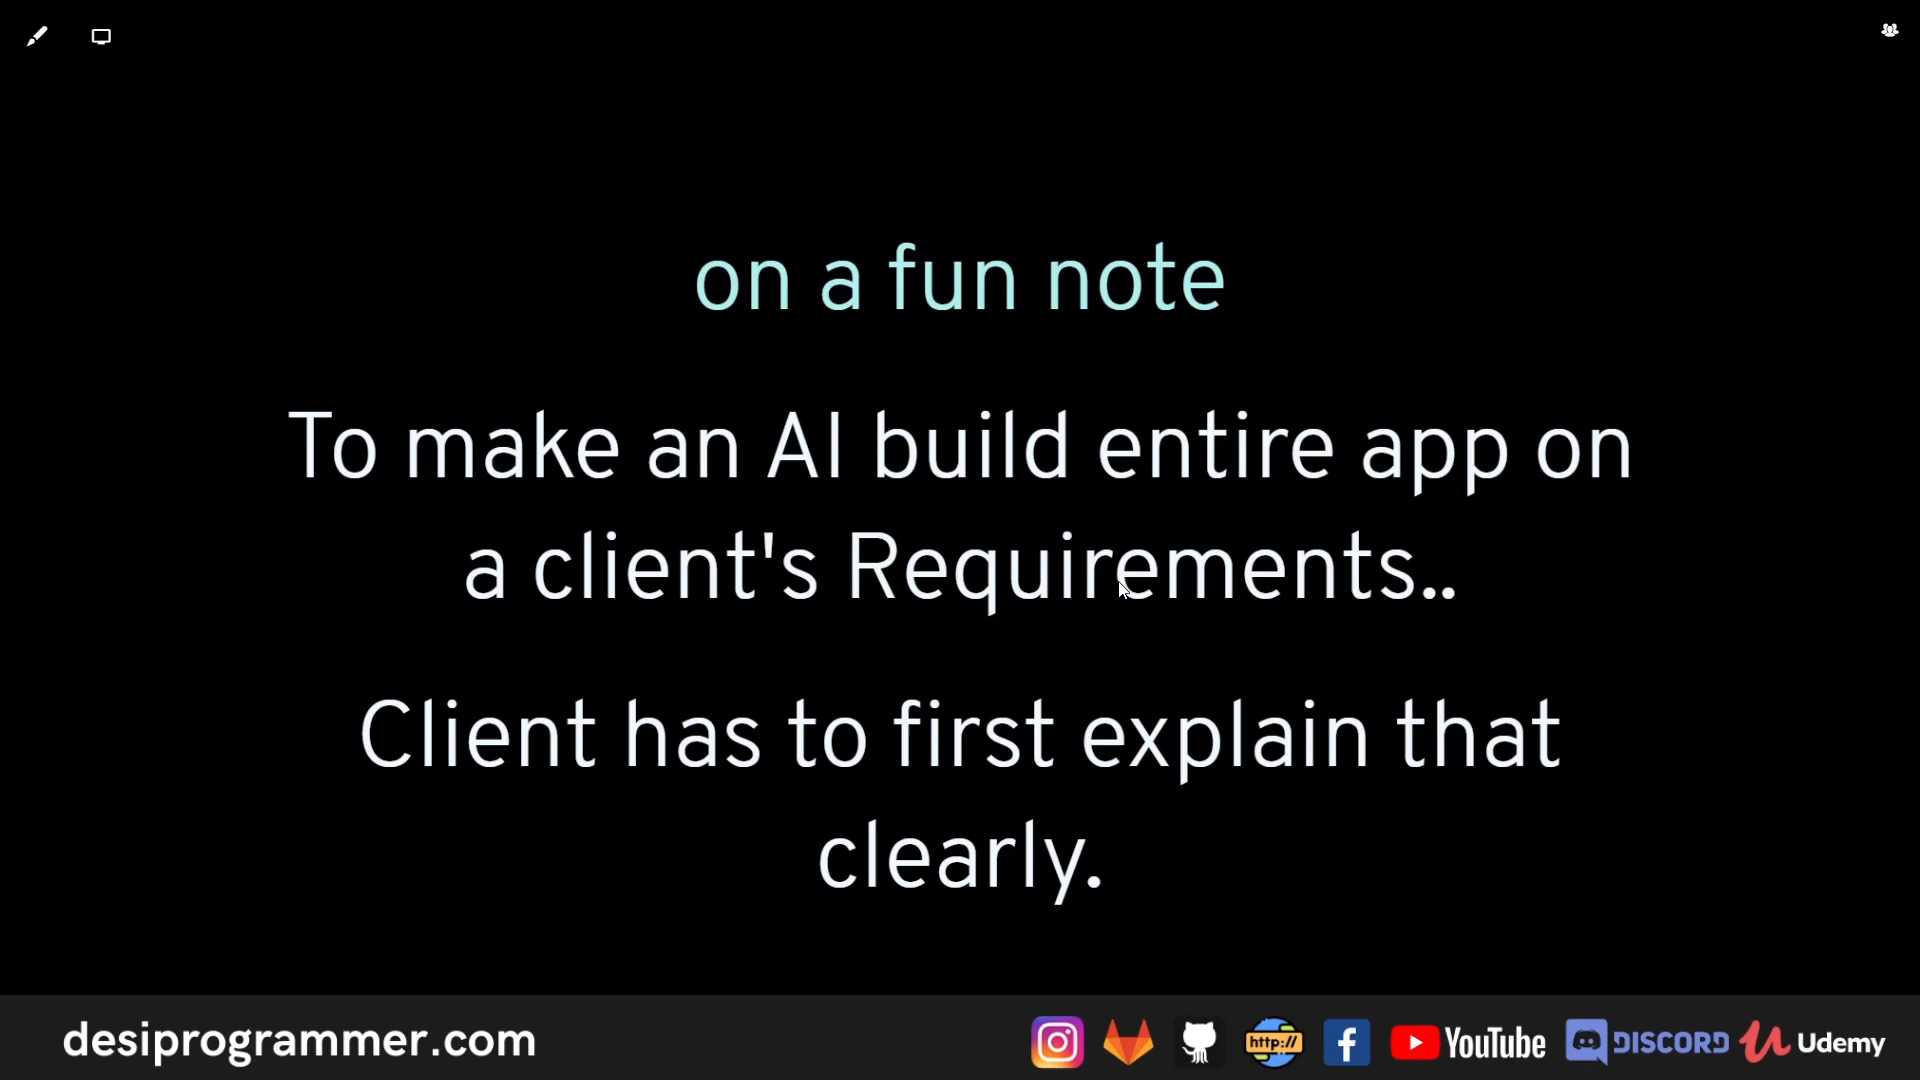 on a fun note
To make an AI build entire app on
a client's Requirements..
Client has to first explain that
clearly.
desiprogrammer.com
http://
YouTube
DISCORD
Udemy